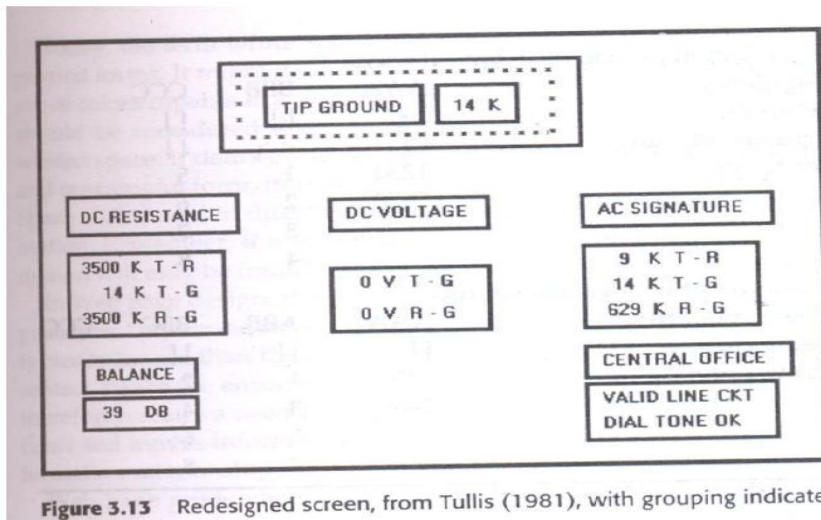 TIP GROUND 14 K
DC RESISTANCE
3500 K T-R
14 K T-G
3500 K R-G
BALANCE
39 DB
DC VOLTAGE
0 V T-G
0 V R-G
AC SIGNATURE
9 K T-R
14 K T-G
629 K R-G
CENTRAL OFFICE
VALID LINE CKT
DIAL TONE OK
Figure 3.13 Redesigned screen, from Tullis (1981), with grouping indicate